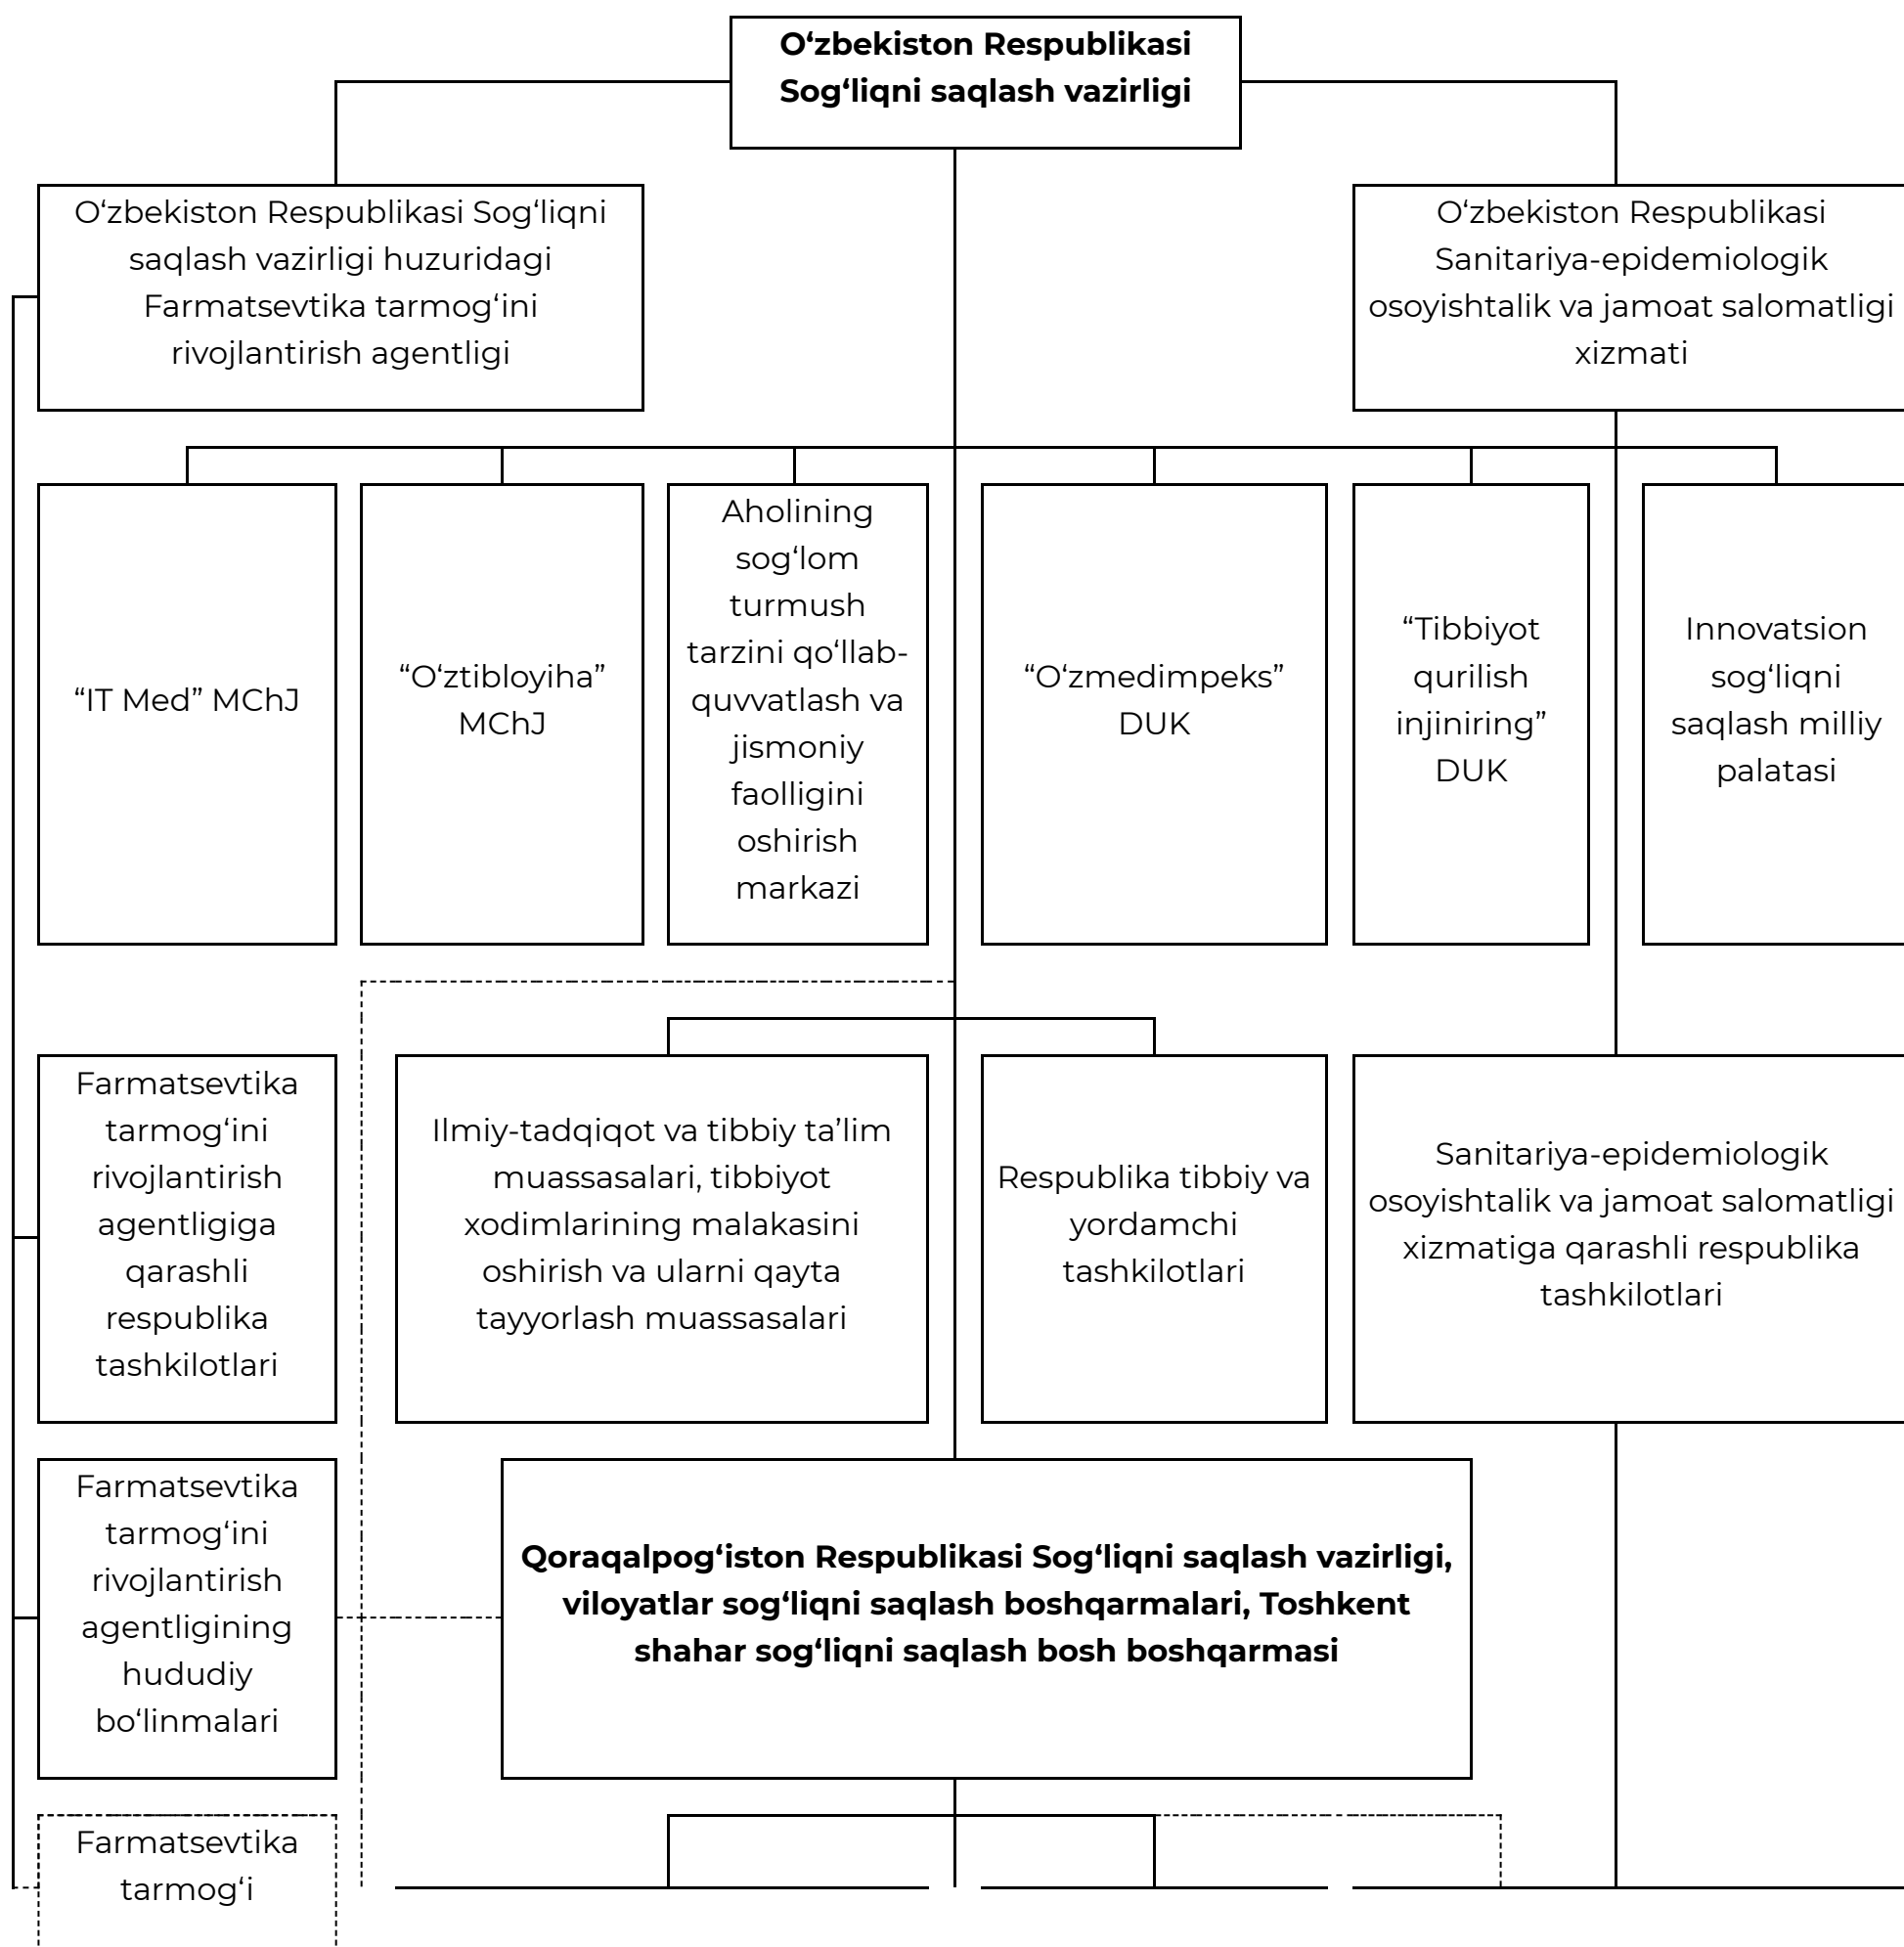 O‘zbekiston Respublikasi
Sog‘liqni saqlash vazirligi
O‘zbekiston Respublikasi Sog‘liqni
saqlash vazirligi huzuridagi
Farmatsevtika tarmog‘ini
rivojlantirish agentligi
O‘zbekiston Respublikasi
Sanitariya-epidemiologik
osoyishtalik va jamoat salomatligi
xizmati
“IT Med” MChJ
“O‘ztibloyiha”
MChJ
Aholining
sog‘lom
turmush
tarzini qo‘llab-
quvvatlash va
jismoniy
faolligini
oshirish
markazi
“O‘zmedimpeks”
DUK
“Tibbiyot
qurilish
injiniring”
DUK
Innovatsion
sog‘liqni
saqlash milliy
palatasi
Farmatsevtika
tarmog‘ini
rivojlantirish
agentligiga
qarashli
respublika
tashkilotlari
Ilmiy-tadqiqot va tibbiy ta’lim
muassasalari, tibbiyot
xodimlarining malakasini
oshirish va ularni qayta
tayyorlash muassasalari
Respublika tibbiy va
yordamchi
tashkilotlari
Sanitariya-epidemiologik
osoyishtalik va jamoat salomatligi
xizmatiga qarashli respublika
tashkilotlari
Farmatsevtika
tarmog‘ini
rivojlantirish
agentligining
hududiy
bo‘linmalari
Qoraqalpog‘iston Respublikasi Sog‘liqni saqlash vazirligi,
viloyatlar sog‘liqni saqlash boshqarmalari, Toshkent
shahar sog‘liqni saqlash bosh boshqarmasi
Farmatsevtika
tarmog‘i